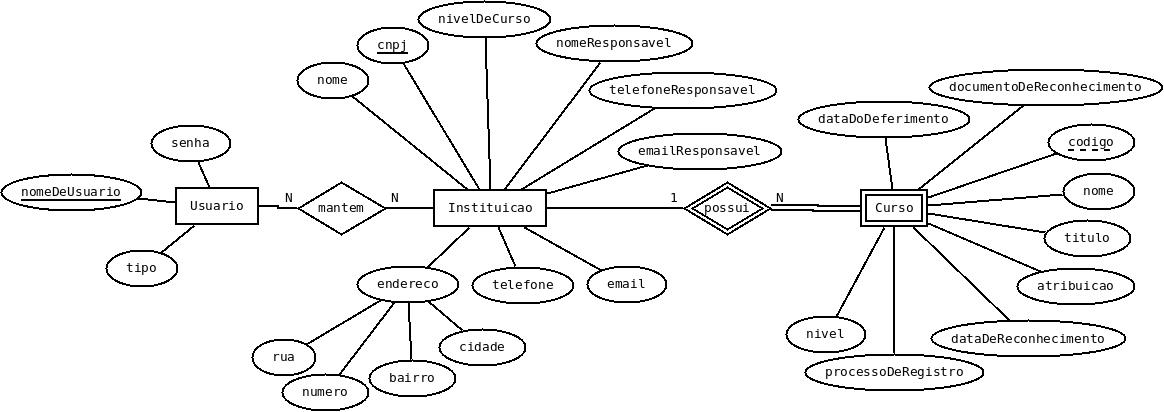 nivelDeCurso
cnpj
nomeResponsavel
nome
telefoneResponsavel
documentoDeReconhecimento
dataDoDeferimento
senha
emailResponsavel
codigo
nomeDeUsuario
nome
Usuario
N
mantem
N
Instituicao
1
possui
N
Curso
titulo
tipo
endereco
telefone
email
atribuicao
rua
cidade
nivel
dataDeReconhecimento
numero
bairro
processoDeRegistro